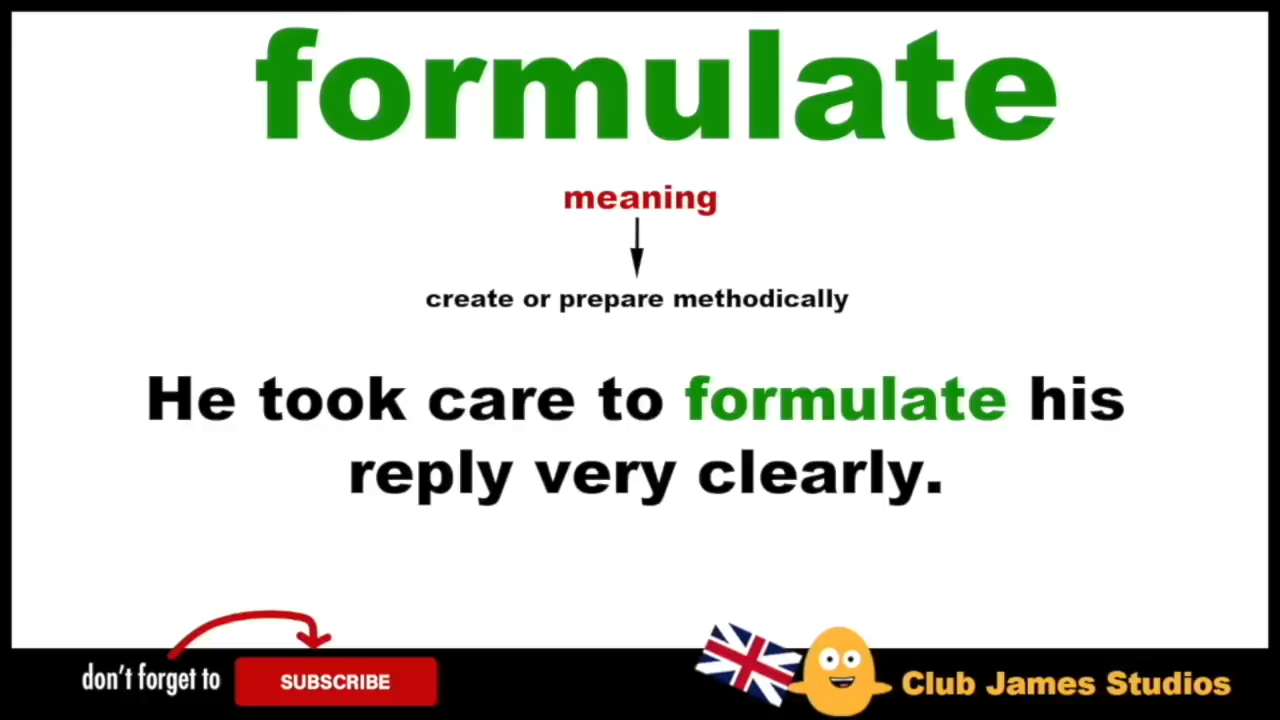 formulate
meaning
create or prepare methodically
He took care to formulate his
reply very clearly.
don't forget to
SUBSCRIBE
Club James Studios